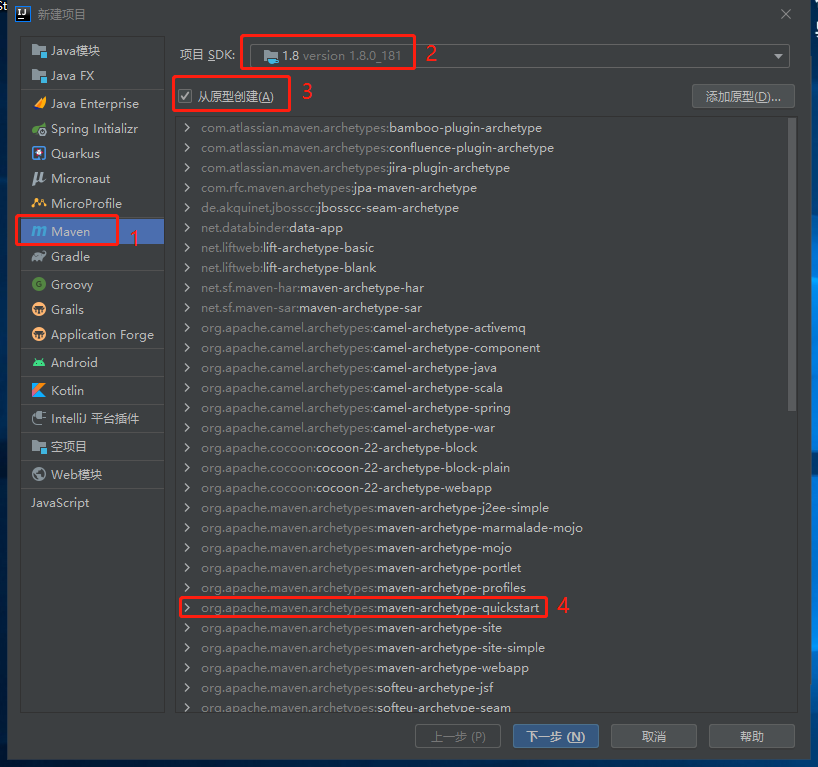 新建项目
Java模块
Java FX
Java Enterprise
Spring Initializr
Quarkus
Micronaut
MicroProfile
Maven 1
Gradle
Groovy
Grails
Application Forge
Android
Kotlin
IntelliJ 平台插件
空项目
Web模块
JavaScript
项目 SDK: 1.8 version 1.8.0_181 2
从原型创建(A) 3
添加原型(D)...
com.atlassian.maven.archetypes:bamboo-plugin-archetype
com.atlassian.maven.archetypes:confluence-plugin-archetype
com.atlassian.maven.archetypes:jira-plugin-archetype
com.rfc.maven.archetypes:jpa-maven-archetype
de.akquinet.jbosscc:jbosscc-seam-archetype
net.databinder:data-app
net.liftweb:lift-archetype-basic
net.liftweb:lift-archetype-blank
net.sf.maven-har:maven-archetype-har
net.sf.maven-sar:maven-archetype-sar
org.apache.camel.archetypes:camel-archetype-activemq
org.apache.camel.archetypes:camel-archetype-component
org.apache.camel.archetypes:camel-archetype-java
org.apache.camel.archetypes:camel-archetype-scala
org.apache.camel.archetypes:camel-archetype-spring
org.apache.camel.archetypes:camel-archetype-war
org.apache.cocoon:cocoon-22-archetype-block
org.apache.cocoon:cocoon-22-archetype-block-plain
org.apache.cocoon:cocoon-22-archetype-webapp
org.apache.maven.archetypes:maven-archetype-j2ee-simple
org.apache.maven.archetypes:maven-archetype-marmalade-mojo
org.apache.maven.archetypes:maven-archetype-mojo
org.apache.maven.archetypes:maven-archetype-portlet
org.apache.maven.archetypes:maven-archetype-profiles
org.apache.maven.archetypes:maven-archetype-quickstart 4
org.apache.maven.archetypes:maven-archetype-site
org.apache.maven.archetypes:maven-archetype-site-simple
org.apache.maven.archetypes:maven-archetype-webapp
org.apache.maven.archetypes:softeu-archetype-jsf
org.apache.maven.archetypes:softeu-archetype-seam
上一步 (P)
下一步 (N)
取消
帮助